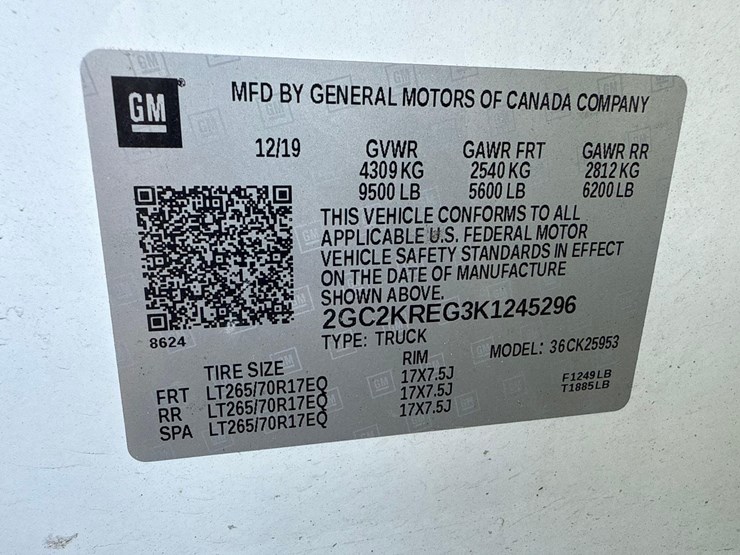 GM
MFD BY GENERAL MOTORS OF CANADA COMPANY
12/19 GVWR GAWR FRT GAWR RR
4309 KG 2540 KG 2812 KG
9500 LB 5600 LB 6200 LB
THIS VEHICLE CONFORMS TO ALL
APPLICABLE U.S. FEDERAL MOTOR
VEHICLE SAFETY STANDARDS IN EFFECT
ON THE DATE OF MANUFACTURE
SHOWN ABOVE.
2GC2KREG3K1245296
8624
TYPE: TRUCK
MODEL: 36CK25953
TIRE SIZE RIM
FRT LT265/70R17EQ 17X7.5J
RR LT265/70R17EQ 17X7.5J
SPA LT265/70R17EQ 17X7.5J
F1249LB
T1885LB